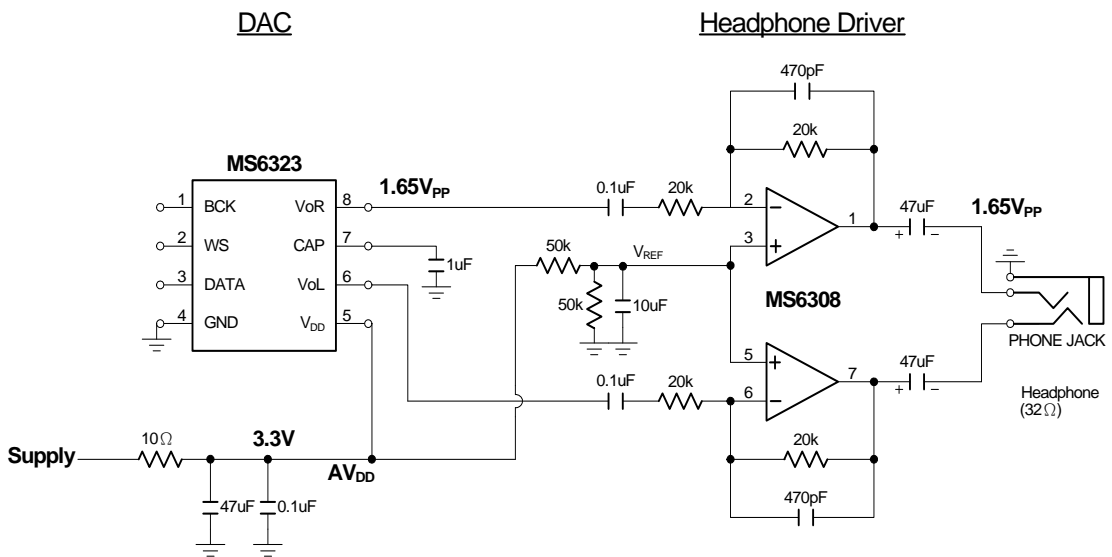 DAC
Headphone Driver
470pF
20k
MS6323
1.65VPP
0.1uF
20k
1 BCK VoR 8
2 WS CAP 7
3 DATA VoL 6
4 GND VDD 5
1uF
2
3
1
47uF
+ −
1.65VPP
50k
VREF
50k
10uF
MS6308
PHONE JACK
Headphone
(32Ω)
0.1uF
20k
5
6
7
47uF
+ −
20k
470pF
Supply
10Ω
3.3V
AVDD
47uF
0.1uF